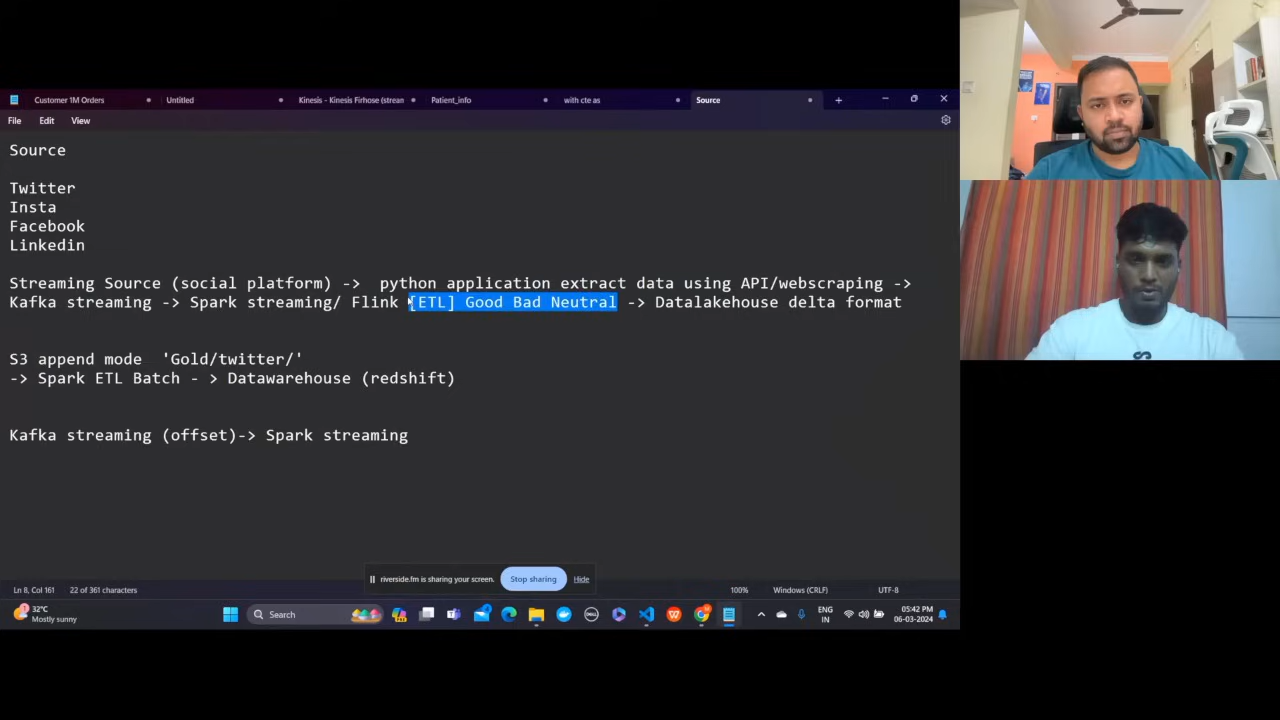 Customer 1M Orders
Untitled
Kinesis - Kinesis Firhose (strean
Patient_info
with cte as
Source
File Edit View
Source
Twitter
Insta
Facebook
Linkedin
Streaming Source (social platform) -> python application extract data using API/webscraping ->
Kafka streaming -> Spark streaming/ Flink [ETL] Good Bad Neutral -> Datalakehouse delta format
S3 append mode 'Gold/twitter/'
-> Spark ETL Batch - > Datawarehouse (redshift)
Kafka streaming (offset)-> Spark streaming
riverside.fm is sharing your screen. Stop sharing Hide
Ln 8, Col 161 22 of 361 characters 100% Windows (CRLF) UTF-8
32°C
Mostly sunny
Search
ENG
IN
05:42 PM
06-03-2024